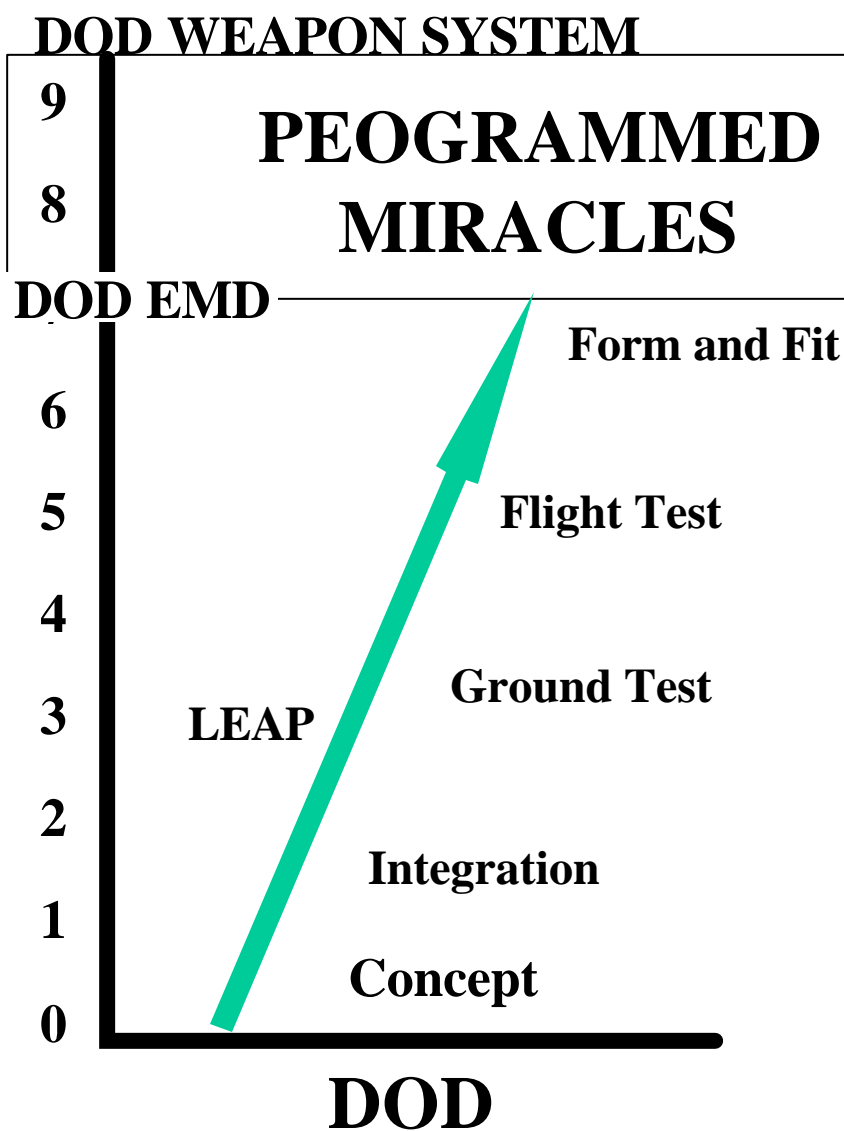 DOD WEAPON SYSTEM
9
PEOGRAMMED
8
MIRACLES
DOD EMD
Form and Fit
6
5
Flight Test
4
Ground Test
3
LEAP
2
Integration
1
Concept
0
DOD